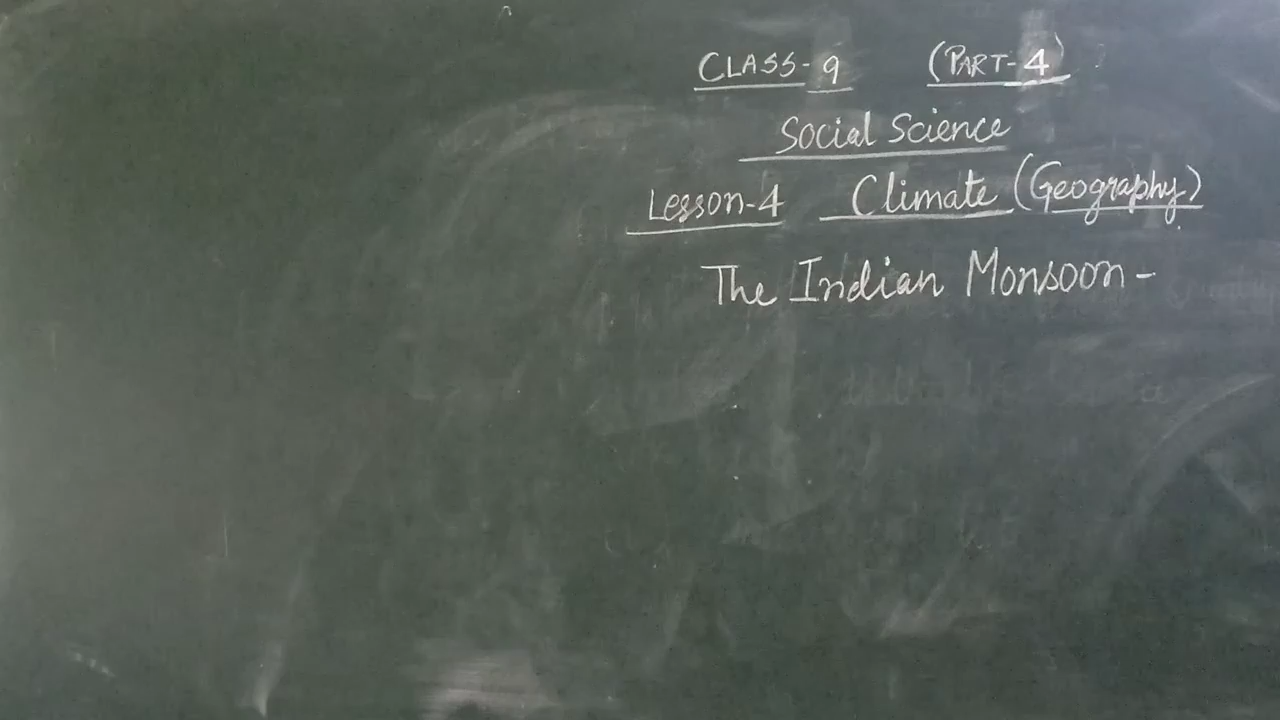 CLASS-9 (PART-4)
Social Science
Lesson-4 Climate (Geography)
The Indian Monsoon-